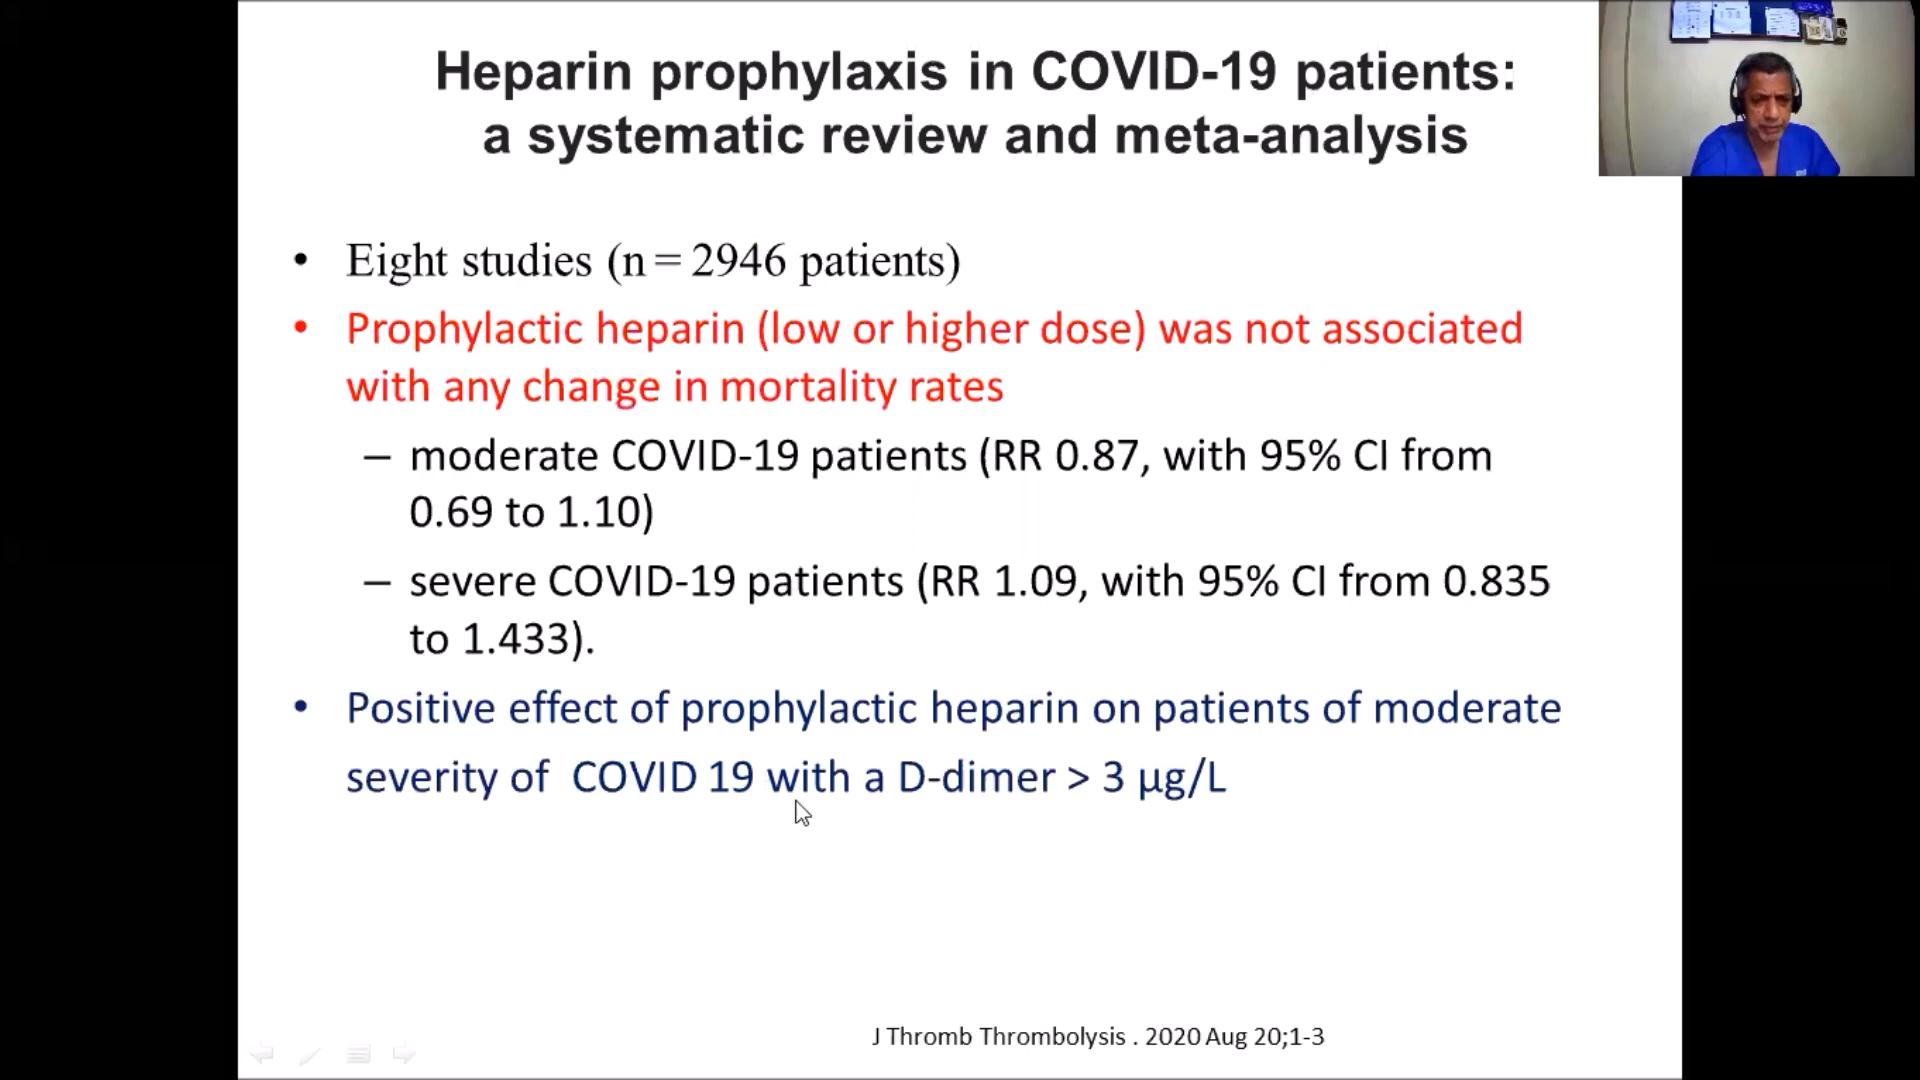 Heparin prophylaxis in COVID-19 patients:
a systematic review and meta-analysis
• Eight studies (n = 2946 patients)
• Prophylactic heparin (low or higher dose) was not associated
with any change in mortality rates
– moderate COVID-19 patients (RR 0.87, with 95% CI from
0.69 to 1.10)
– severe COVID-19 patients (RR 1.09, with 95% CI from 0.835
to 1.433).
• Positive effect of prophylactic heparin on patients of moderate
severity of COVID 19 with a D-dimer > 3 µg/L
J Thromb Thrombolysis . 2020 Aug 20;1-3